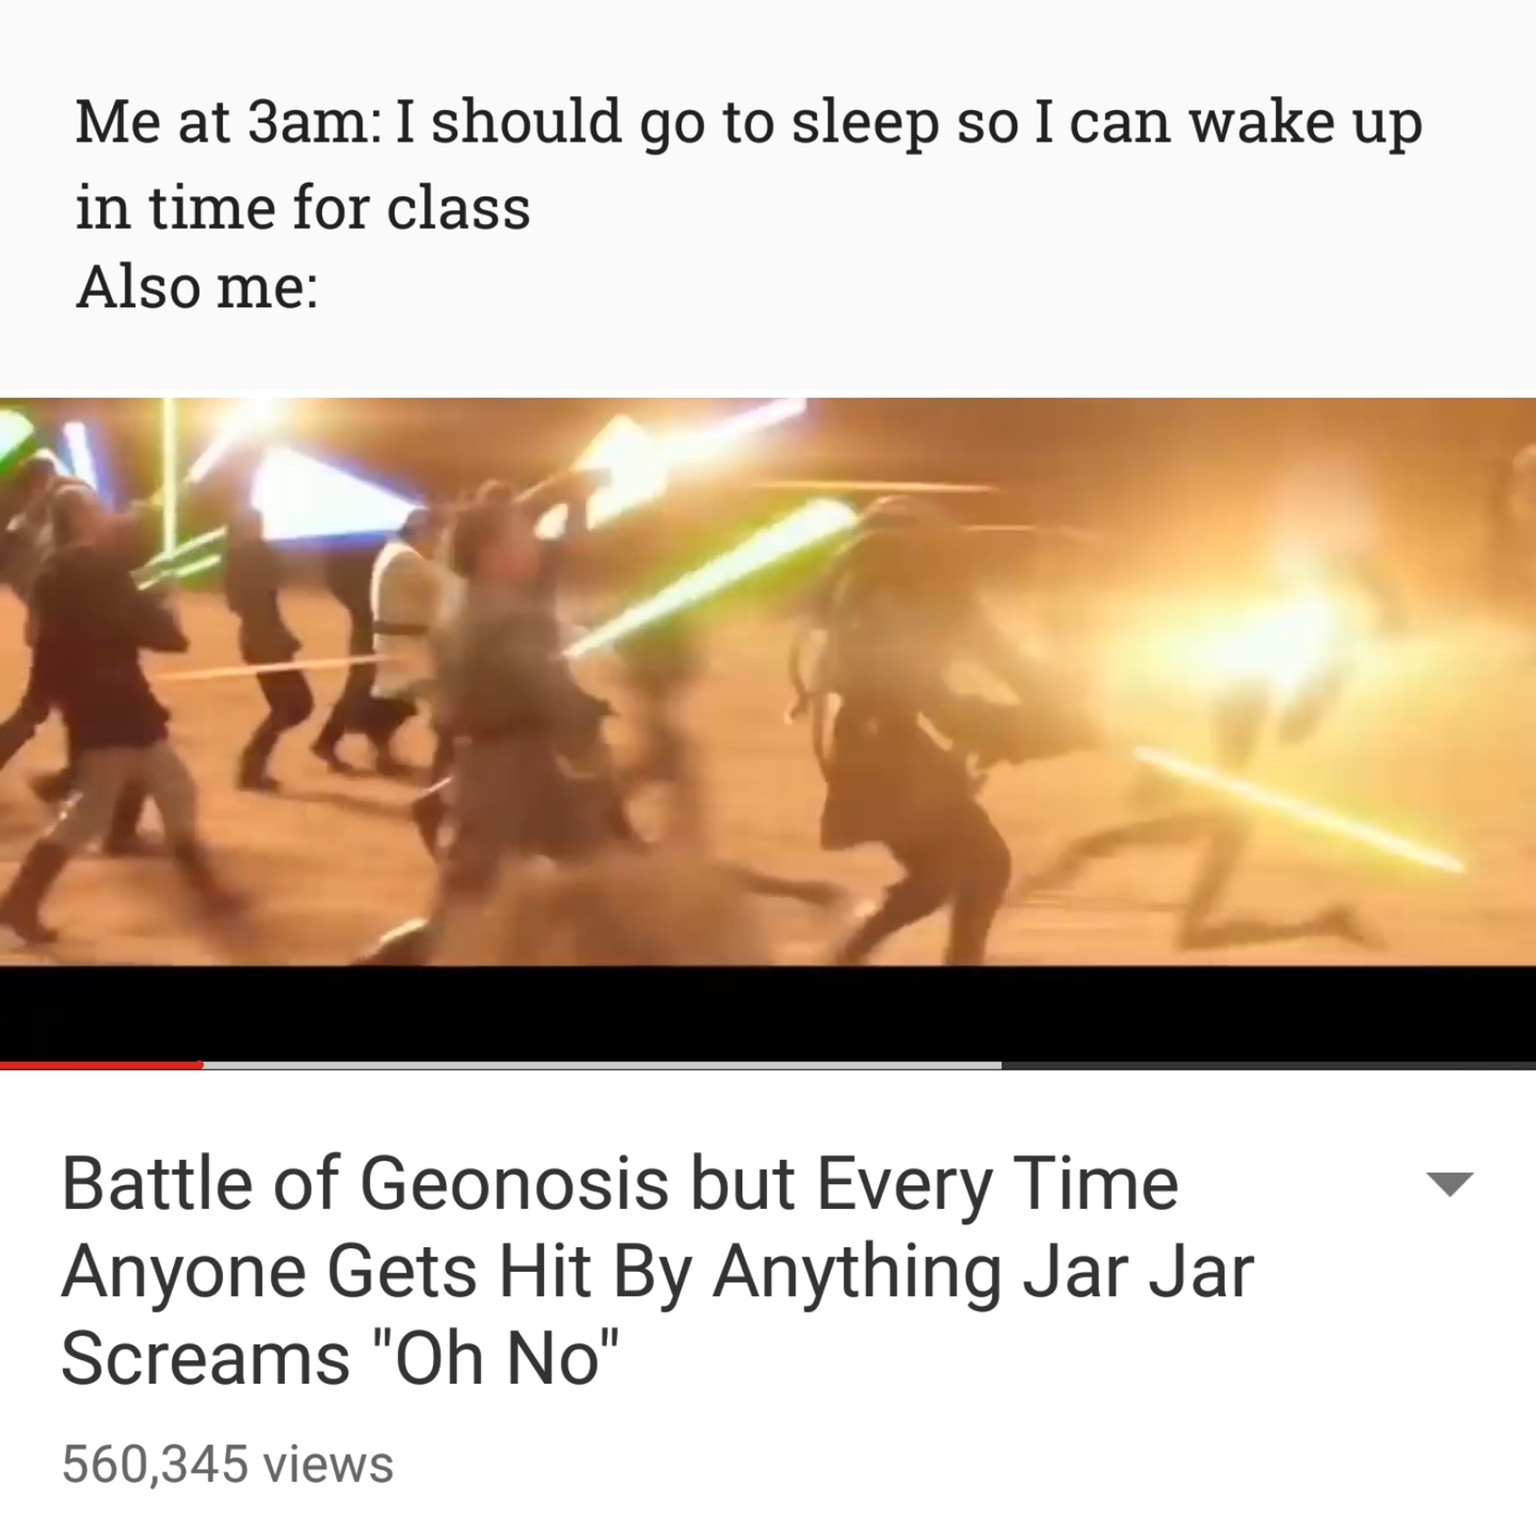 Me at 3am: I should go to sleep so I can wake up
in time for class
Also me:
Battle of Geonosis but Every Time
Anyone Gets Hit By Anything Jar Jar
Screams "Oh No"
560,345 views